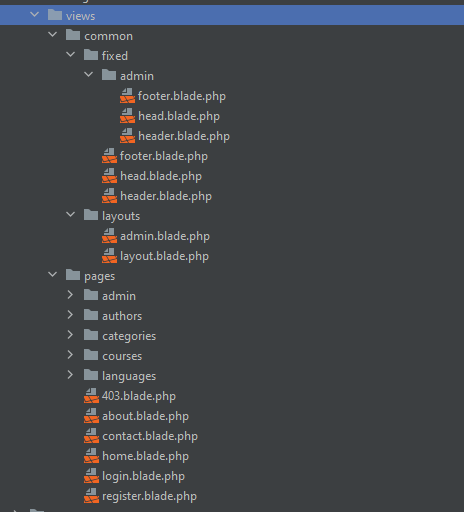 views
common
fixed
admin
footer.blade.php
head.blade.php
header.blade.php
footer.blade.php
head.blade.php
header.blade.php
layouts
admin.blade.php
layout.blade.php
pages
admin
authors
categories
courses
languages
403.blade.php
about.blade.php
contact.blade.php
home.blade.php
login.blade.php
register.blade.php